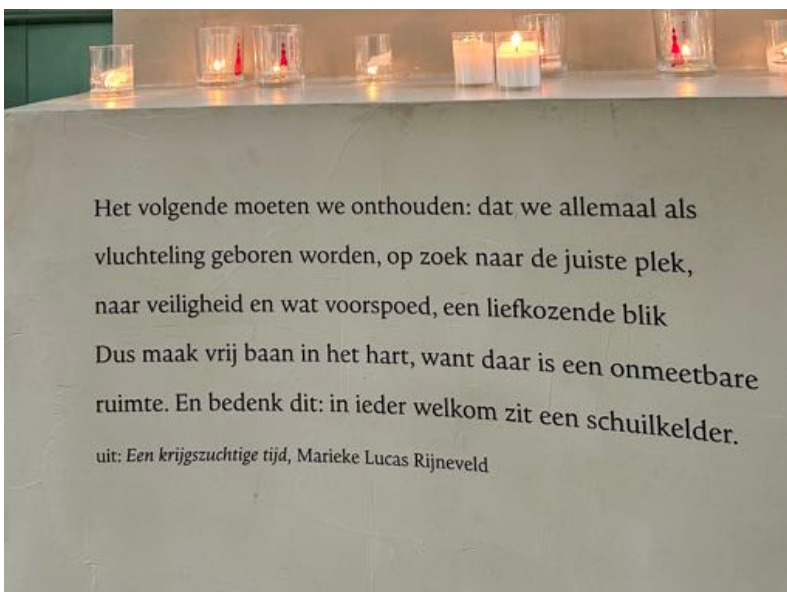 Het volgende moeten we onthouden: dat we allemaal als
vluchteling geboren worden, op zoek naar de juiste plek,
naar veiligheid en wat voorspoed, een liefkozende blik
Dus maak vrij baan in het hart, want daar is een onmeetbare
ruimte. En bedenk dit: in ieder welkom zit een schuilkelder.
uit: Een krijgszuchtige tijd, Marieke Lucas Rijneveld